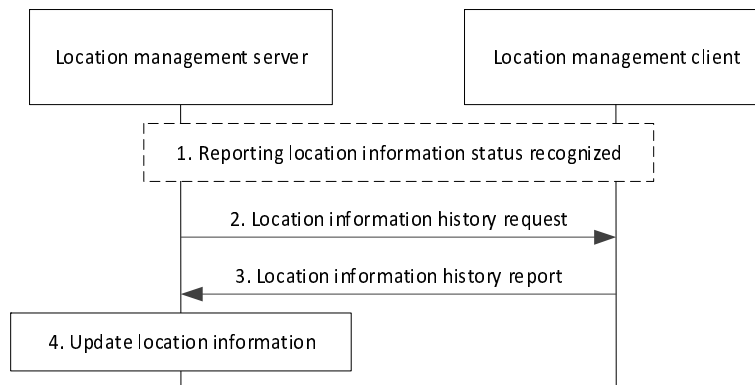 Location management server
Location management client
1. Reporting location information status recognized
2. Location information history request
3. Location information history report
4. Update location information